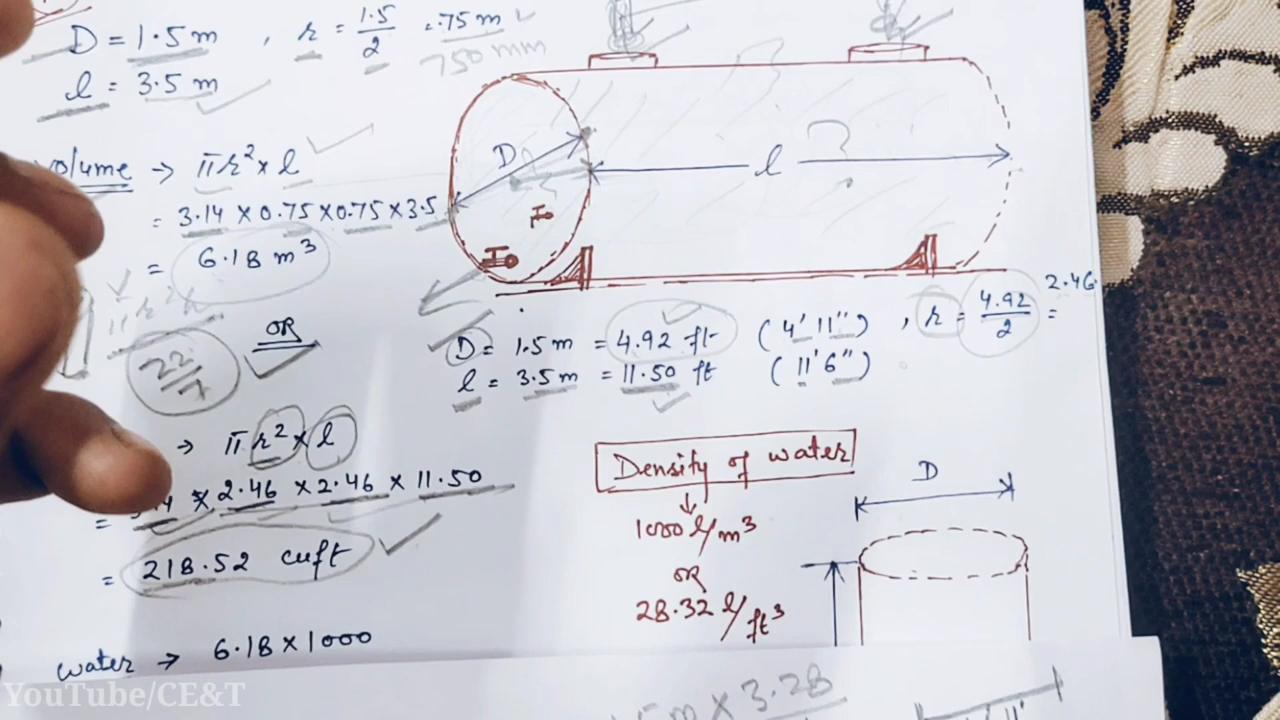 D = 1.5 m , r = 1.5/2 = .75 m
750 mm
l = 3.5 m
volume → πr² × l
= 3.14 × 0.75 × 0.75 × 3.5
= 6.18 m³
πr²h
22/7
OR
D
l
D = 1.5 m = 4.92 ft (4' 11") , r = 4.92/2 = 2.46
l = 3.5 m = 11.50 ft (11' 6")
→ πr² × l
= × 2.46 × 2.46 × 11.50
= 218.52 cuft
Density of water
↓
1000 l/m³
OR
28.32 l/ft³
D
water → 6.18 × 1000
5 m × 3.28
YouTube/CE&T